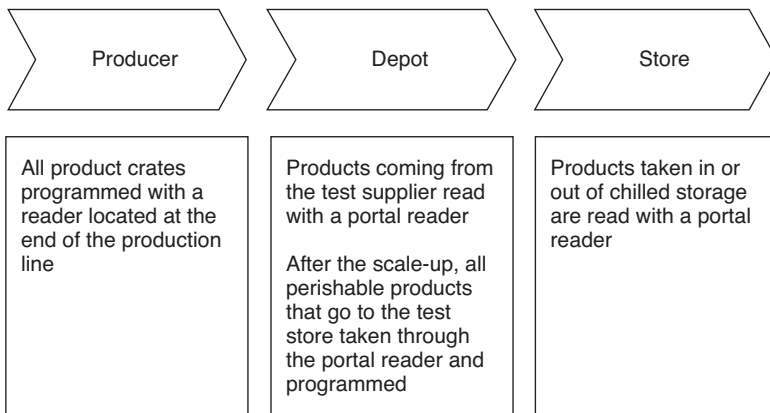 Producer
Depot
Store
All product crates
programmed with a
reader located at the
end of the production
line
Products coming from
the test supplier read
with a portal reader
After the scale-up, all
perishable products
that go to the test
store taken through
the portal reader and
programmed
Products taken in or
out of chilled storage
are read with a portal
reader